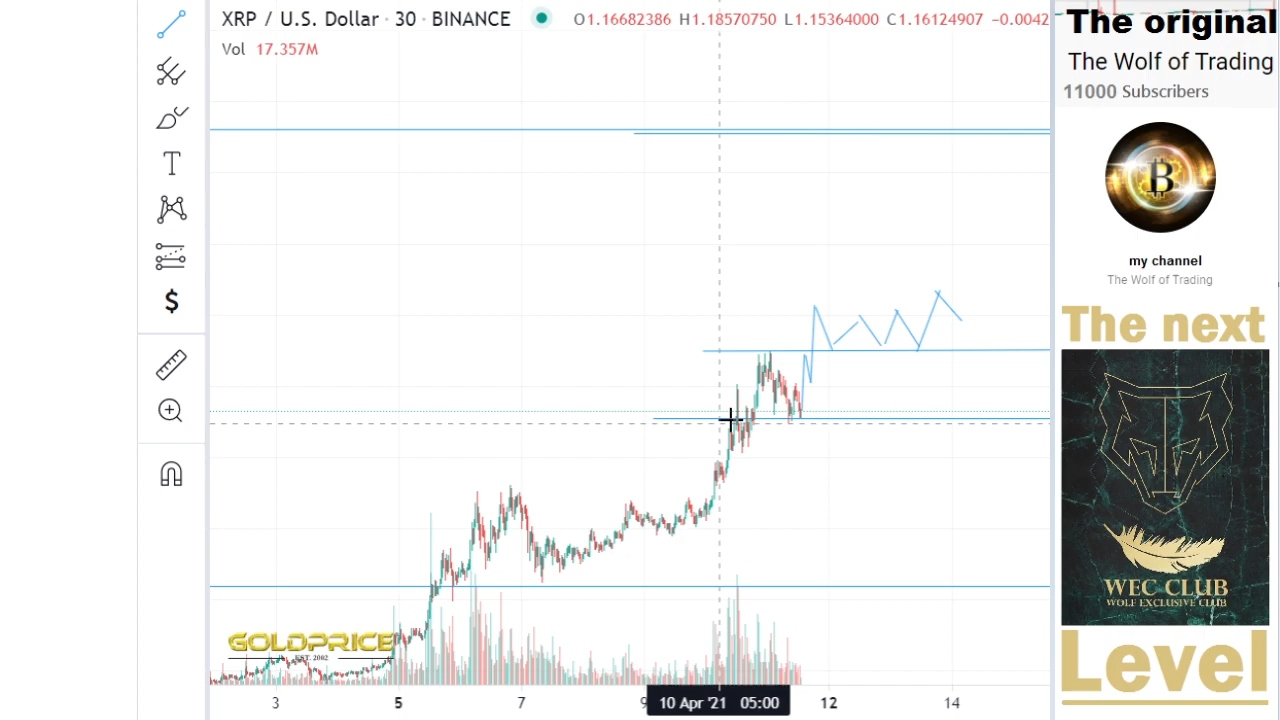 XRP / U.S. Dollar · 30 · BINANCE O1.16682386 H1.18570750 L1.15364000 C1.16124907 −0.0042
Vol 17.357M
T
$
GOLDPRICE
EST. 2002
3 5 7 9 10 Apr '21 05:00 12 14
The original
The Wolf of Trading
11000 Subscribers
B
my channel
The Wolf of Trading
The next
WEC CLUB
WOLF EXCLUSIVE CLUB
Level